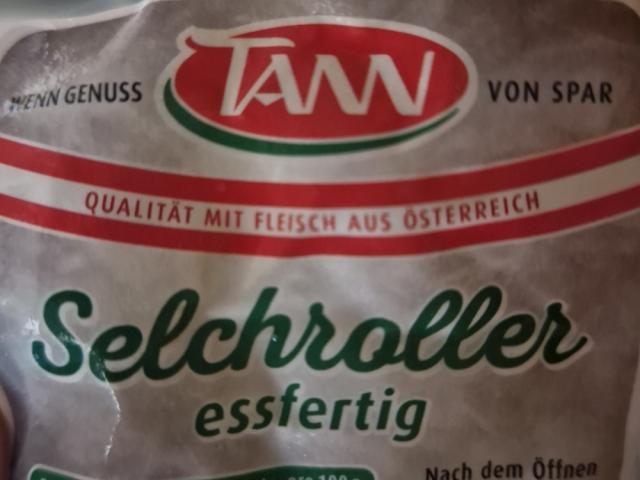 WENN GENUSS TANN VON SPAR
QUALITÄT MIT FLEISCH AUS ÖSTERREICH
Selchroller
essfertig
Nach dem Öffnen